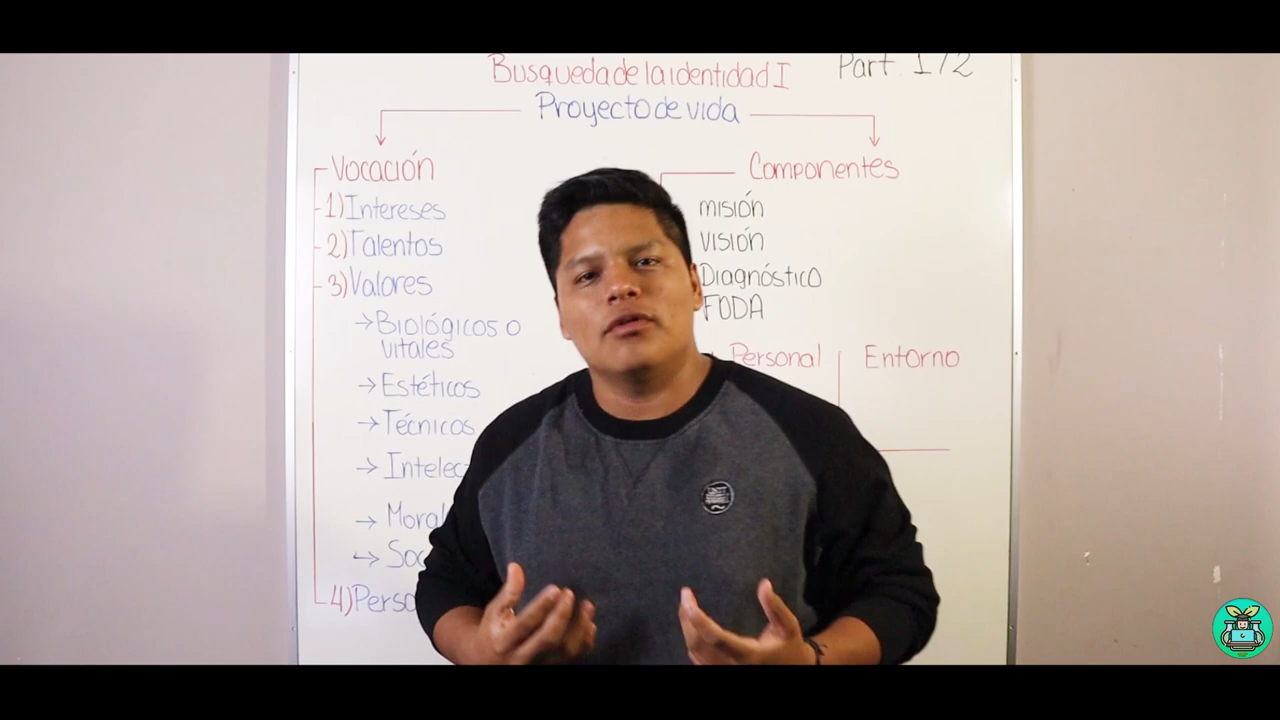 Busqueda de la identidad I
Part. 1/2
Proyecto de vida
Vocación
1) Intereses
2) Talentos
3) Valores
→ Biológicos o
vitales
→ Estéticos
→ Técnicos
→
→
→
4)
Componentes
misión
visión
Diagnóstico
FODA
Personal
Entorno